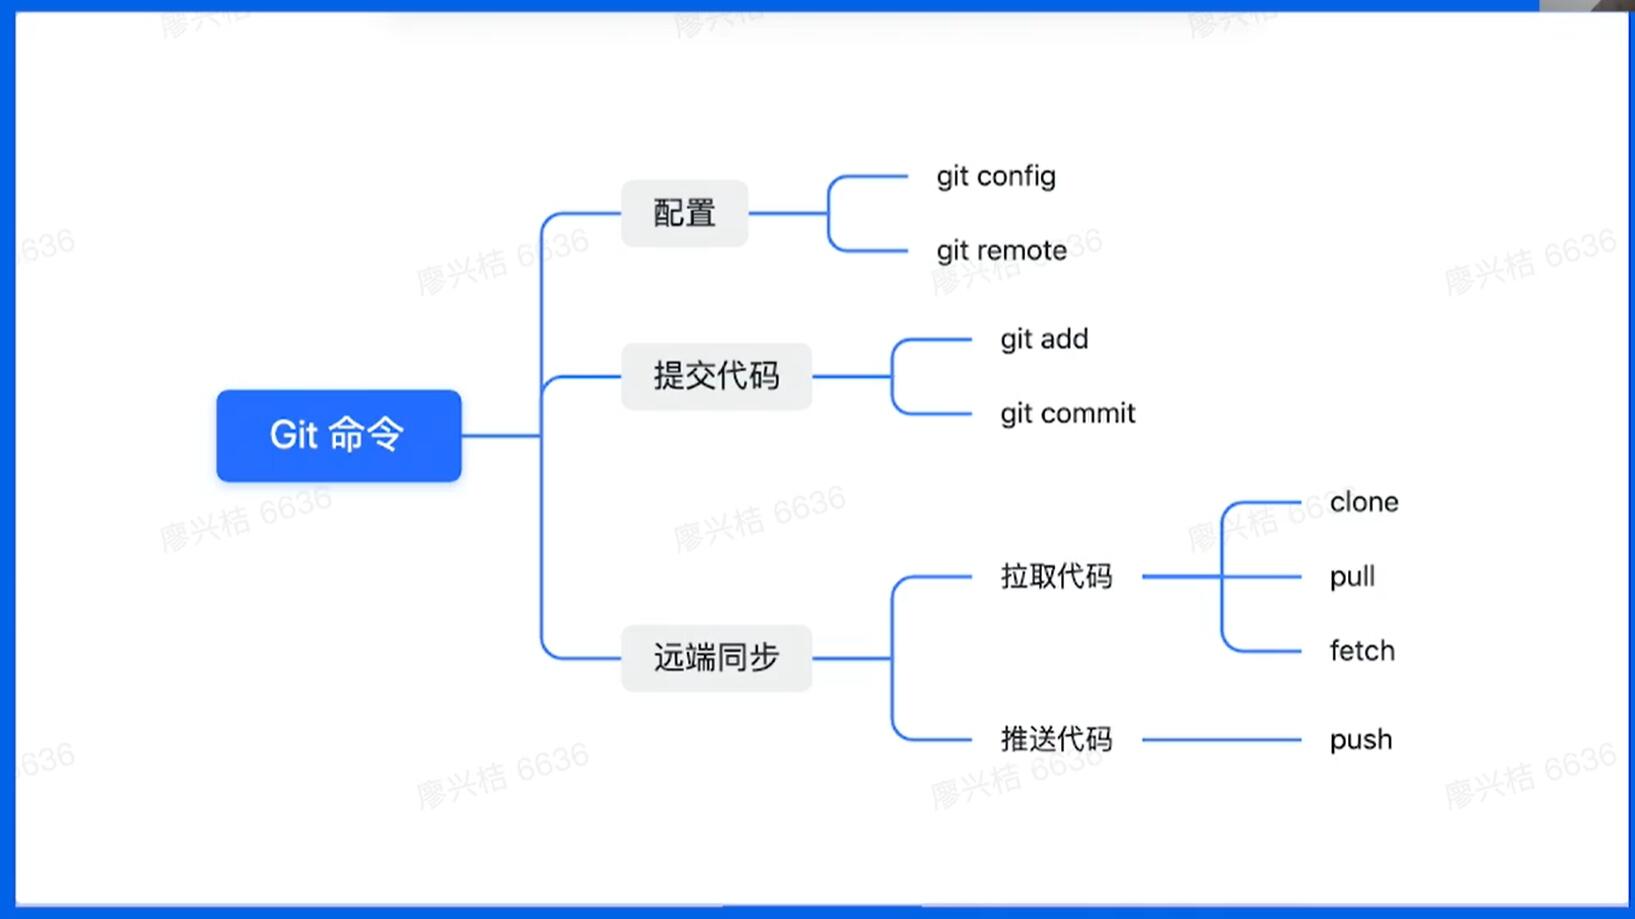 配置
git config
git remote
提交代码
git add
git commit
Git 命令
远端同步
拉取代码
clone
pull
fetch
推送代码
push
廖兴桔 6636
廖兴桔 6636
廖兴桔 6636
廖兴桔 6636
廖兴桔 6636
廖兴桔 6636
廖兴桔 6636
廖兴桔 6636
廖兴桔 6636